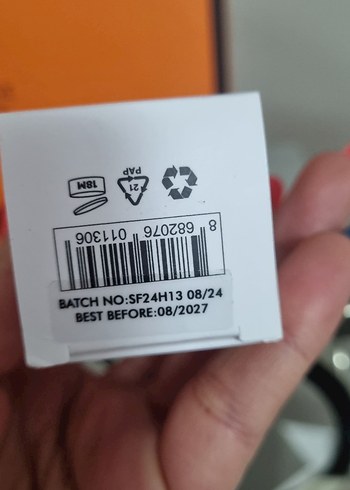 18M
21
PAP
8 682076 011306
BATCH NO:SF24H13 08/24
BEST BEFORE:08/2027